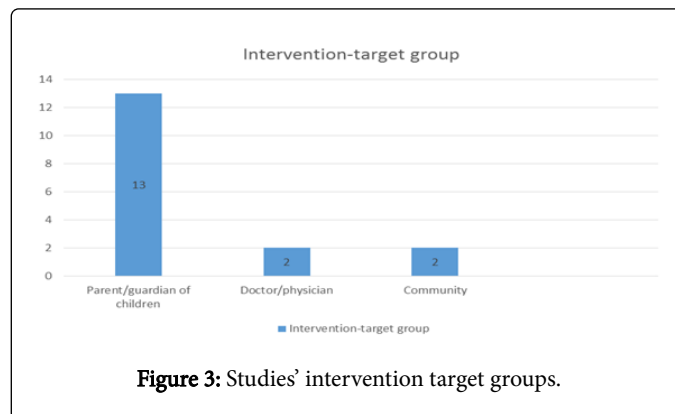 Intervention-target group
14
12
10
8
6
4
2
0
13
2
2
Parent/guardian of
children
Doctor/physician
Community
Intervention-target group
Figure 3: Studies’ intervention target groups.